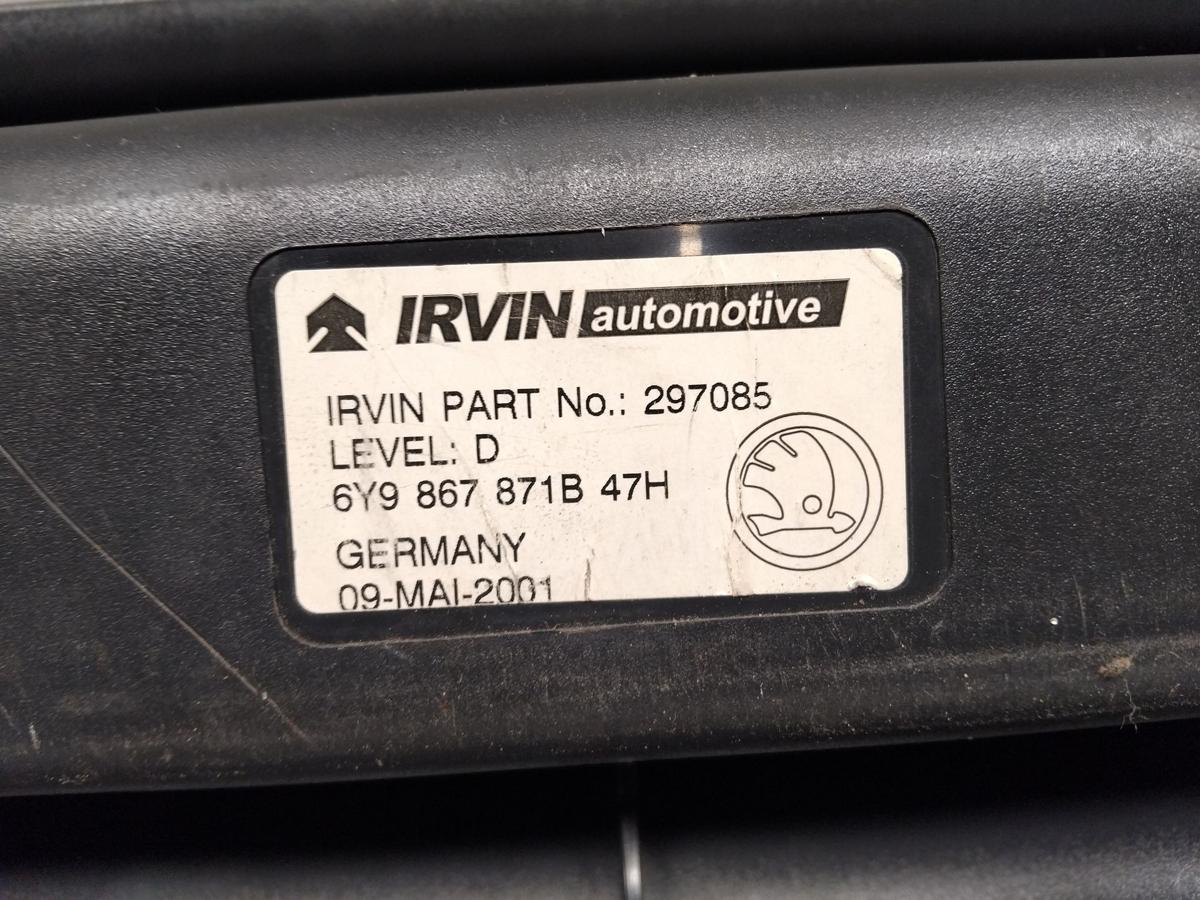 IRVIN automotive
IRVIN PART No.: 297085
LEVEL: D
6Y9 867 871B 47H
GERMANY
09-MAI-2001